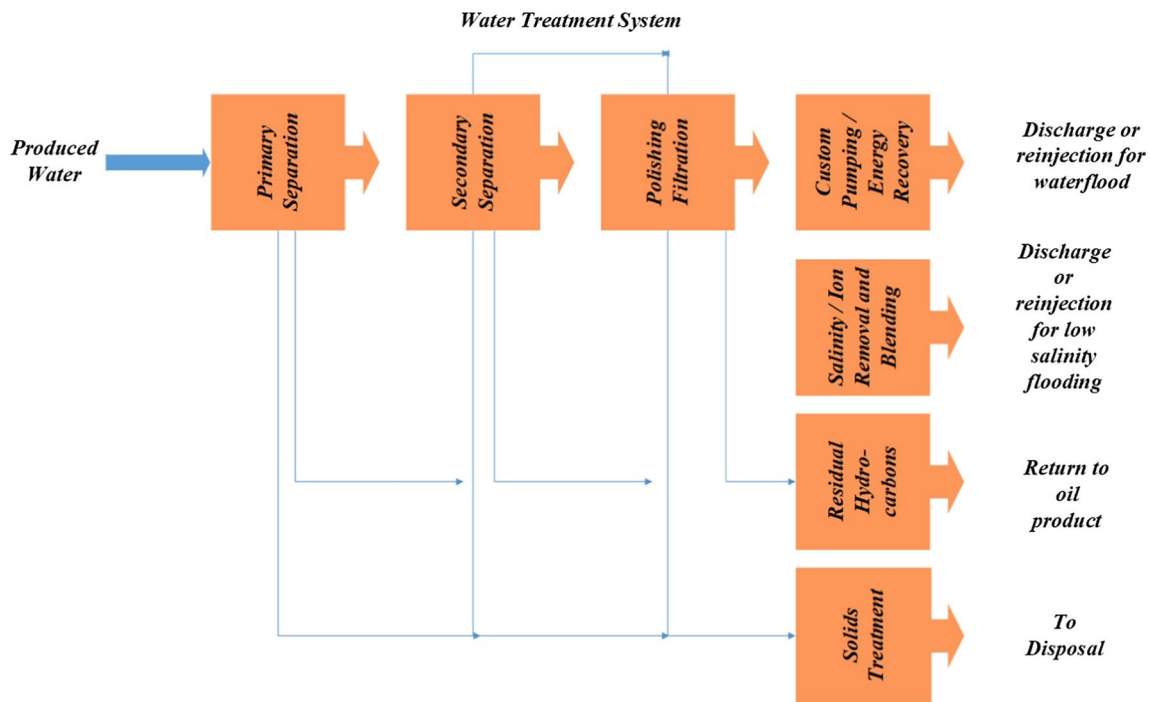 Water Treatment System
Produced
Water
Primary
Separation
Secondary
Separation
Polishing
Filtration
Custom
Pumping /
Energy
Recovery
Discharge or
reinjection for
waterflood
Salinity / Ion
Removal and
Blending
Discharge
or
reinjection
for low
salinity
flooding
Residual
Hydro-
carbons
Return to
oil
product
Solids
Treatment
To
Disposal